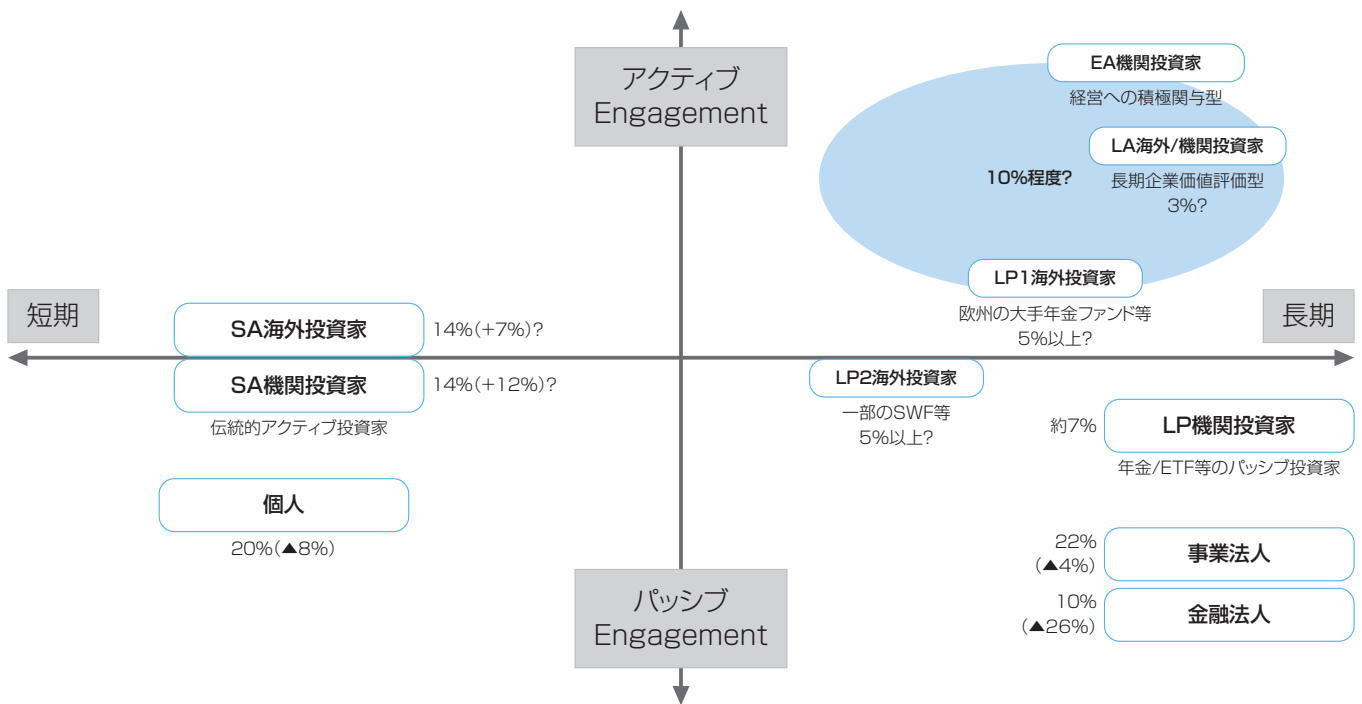 アクティブ
Engagement
EA機関投資家
経営への積極関与型
LA海外/機関投資家
10%程度?
長期企業価値評価型
3%?
LP1海外投資家
欧州の大手年金ファンド等
5%以上?
短期
長期
SA海外投資家
14%(+7%)?
SA機関投資家
14%(+12%)?
伝統的アクティブ投資家
LP2海外投資家
一部のSWF等
5%以上?
約7%
LP機関投資家
年金/ETF等のパッシブ投資家
個人
20%(▲8%)
22%
(▲4%)
事業法人
10%
(▲26%)
金融法人
パッシブ
Engagement